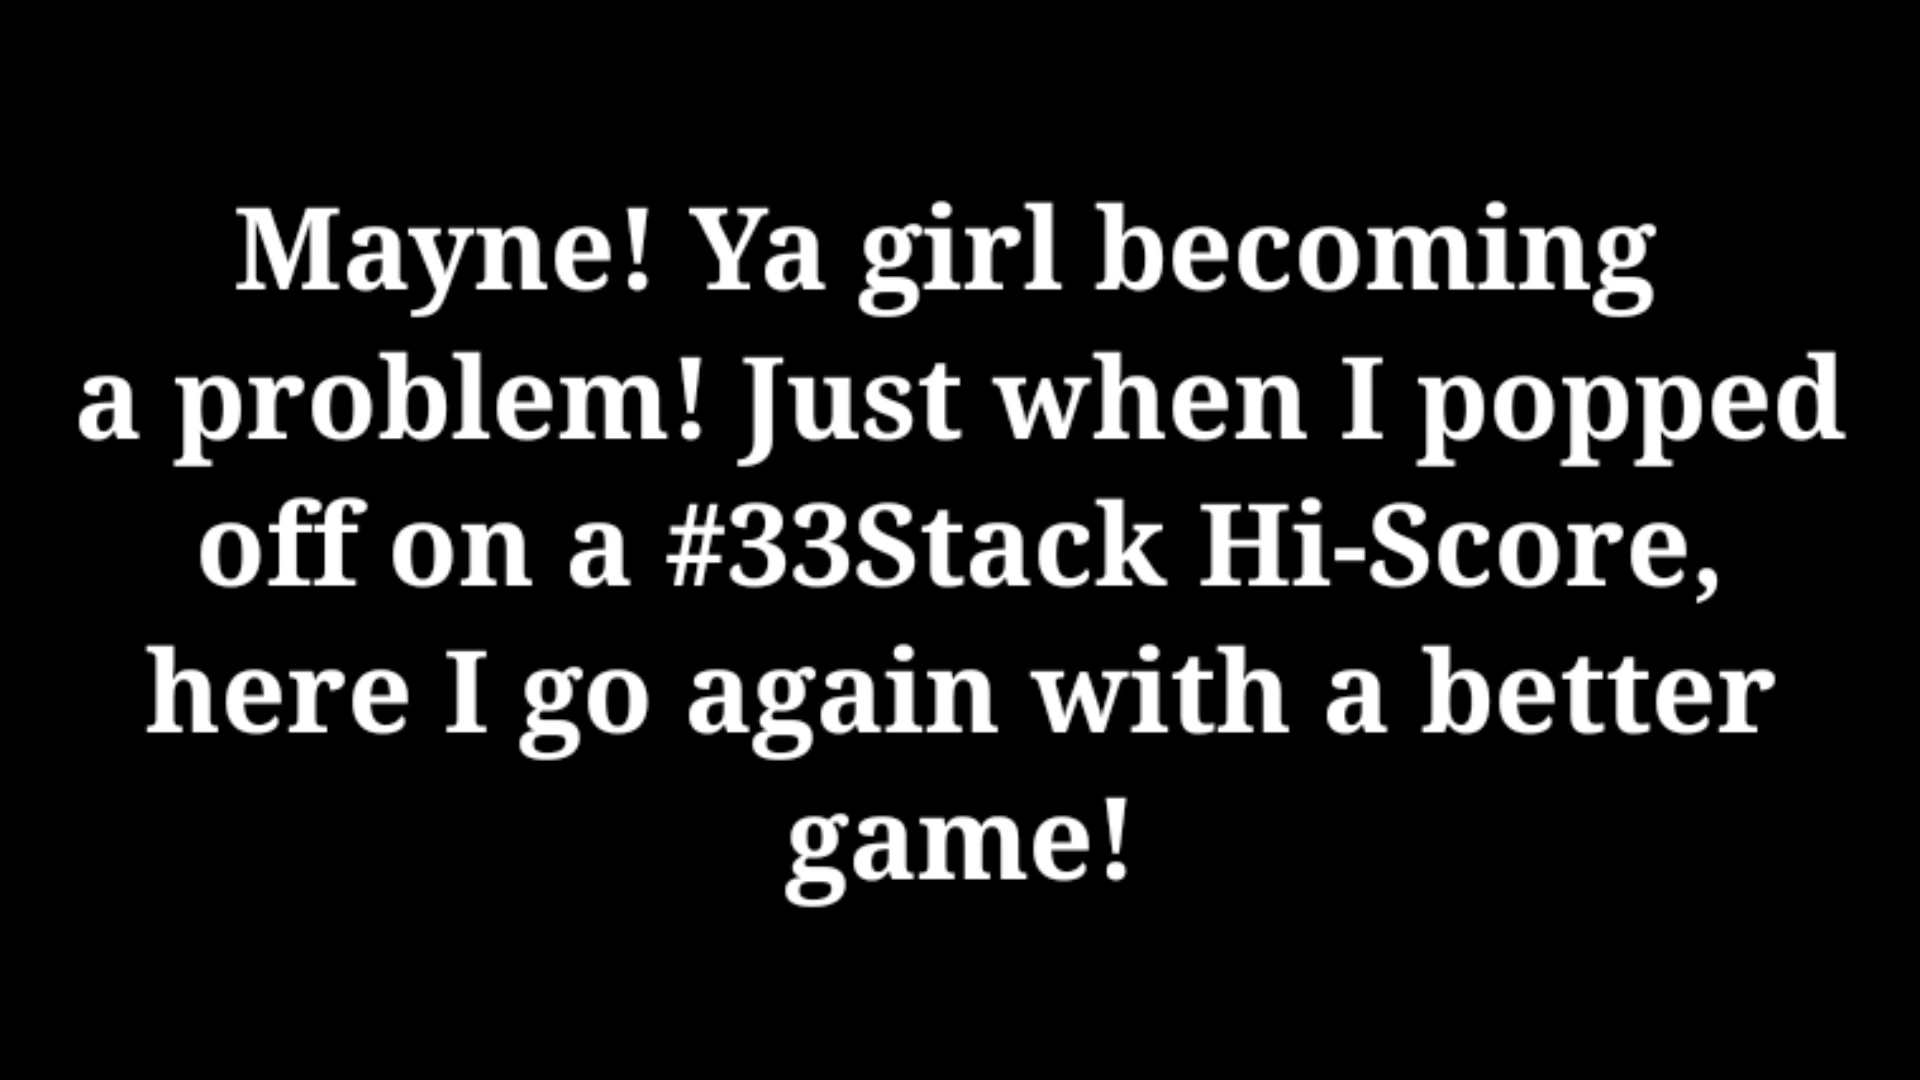 Mayne! Ya girl becoming
a problem! Just when I popped
off on a #33Stack Hi-Score,
here I go again with a better
game!